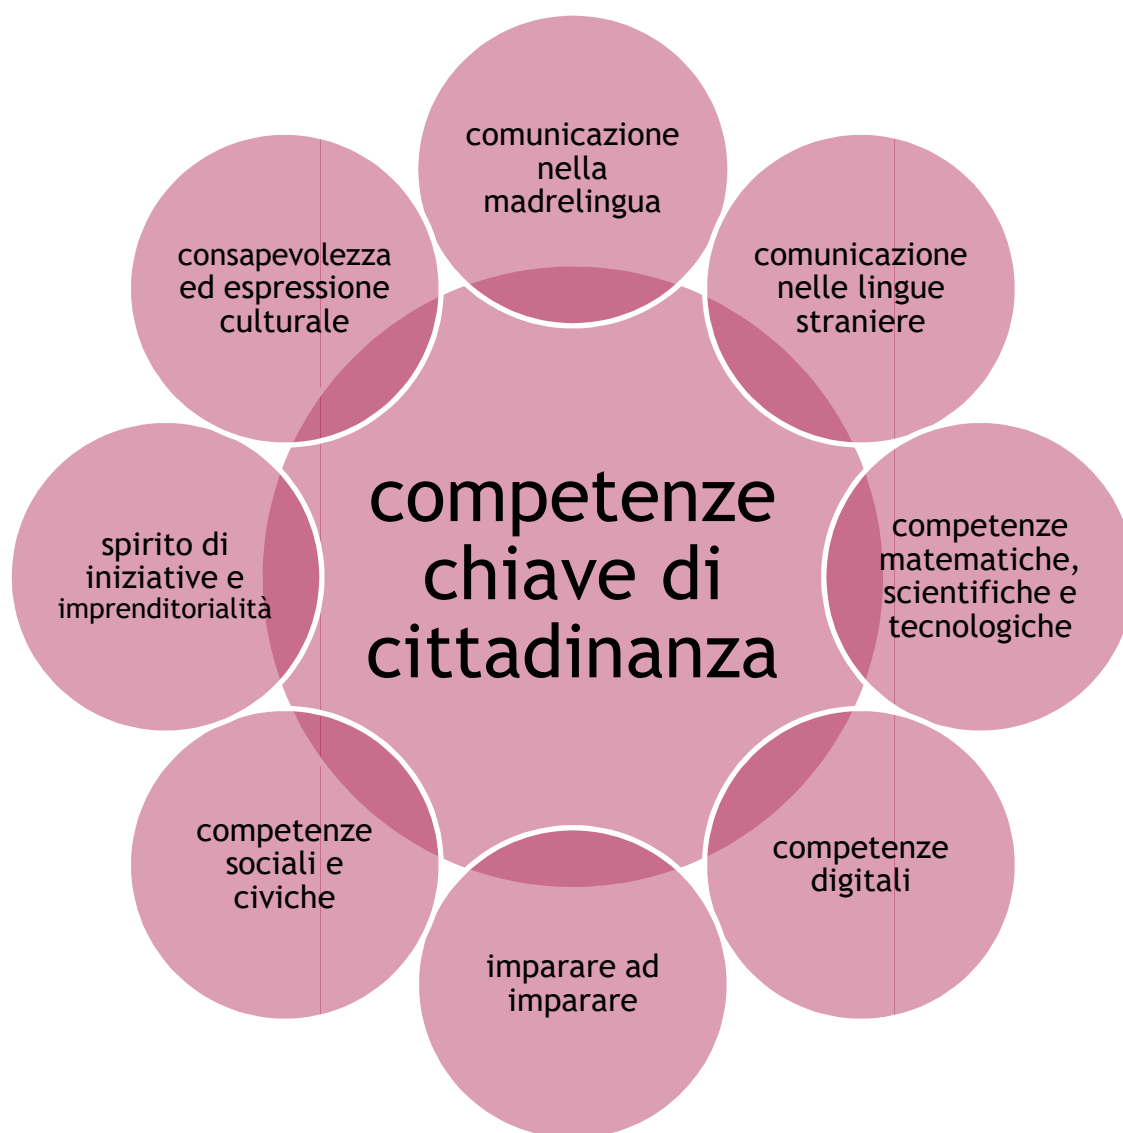 comunicazione
nella
madrelingua
comunicazione
nelle lingue
straniere
competenze
matematiche,
scientifiche e
tecnologiche
competenze
digitali
imparare ad
imparare
competenze
sociali e
civiche
spirito di
iniziative e
imprenditorialità
consapevolezza
ed espressione
culturale
competenze
chiave di
cittadinanza